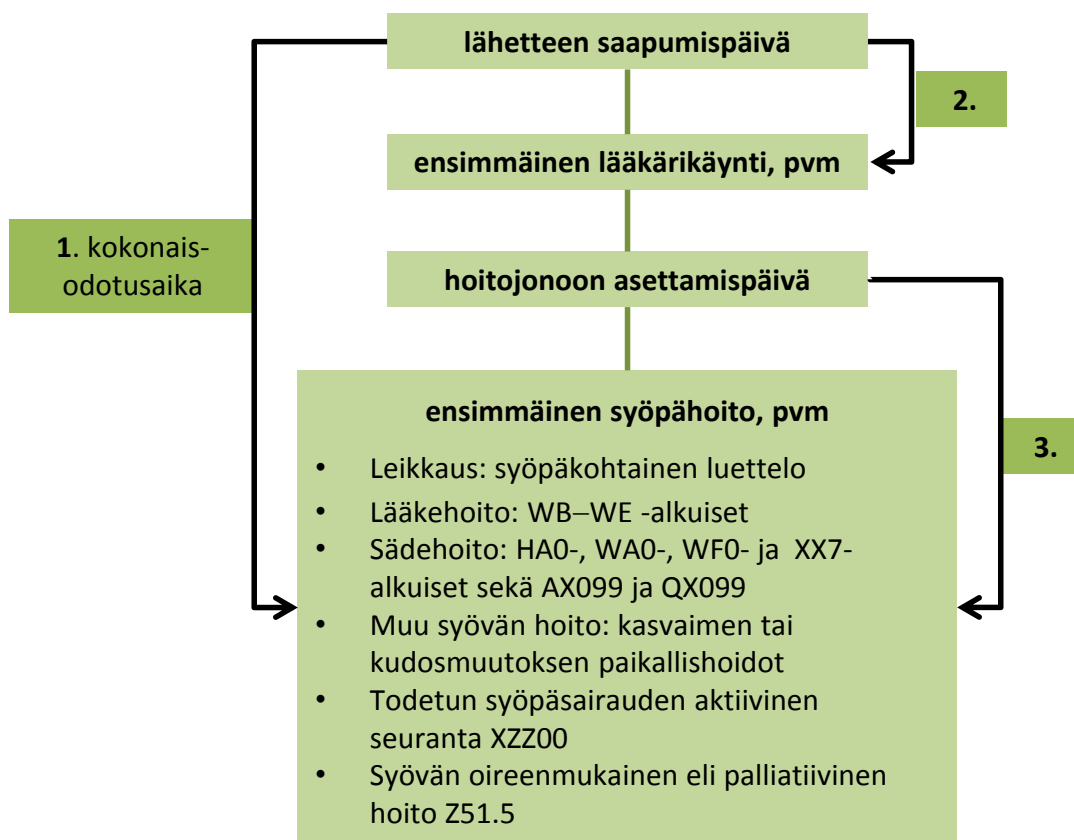 lähetteen saapumispäivä
2.
ensimmäinen lääkärikäynti, pvm
1. kokonais-
odotusaika
hoitojonoon asettamispäivä
ensimmäinen syöpähoito, pvm
3.
• Leikkaus: syöpäkohtainen luettelo
• Lääkehoito: WB–WE -alkuiset
• Sädehoito: HA0-, WA0-, WF0- ja XX7-
alkuiset sekä AX099 ja QX099
• Muu syövän hoito: kasvaimen tai
kudosmuutoksen paikallishoidot
• Todetun syöpäsairauden aktiivinen
seuranta XZZ00
• Syövän oireenmukainen eli palliatiivinen
hoito Z51.5